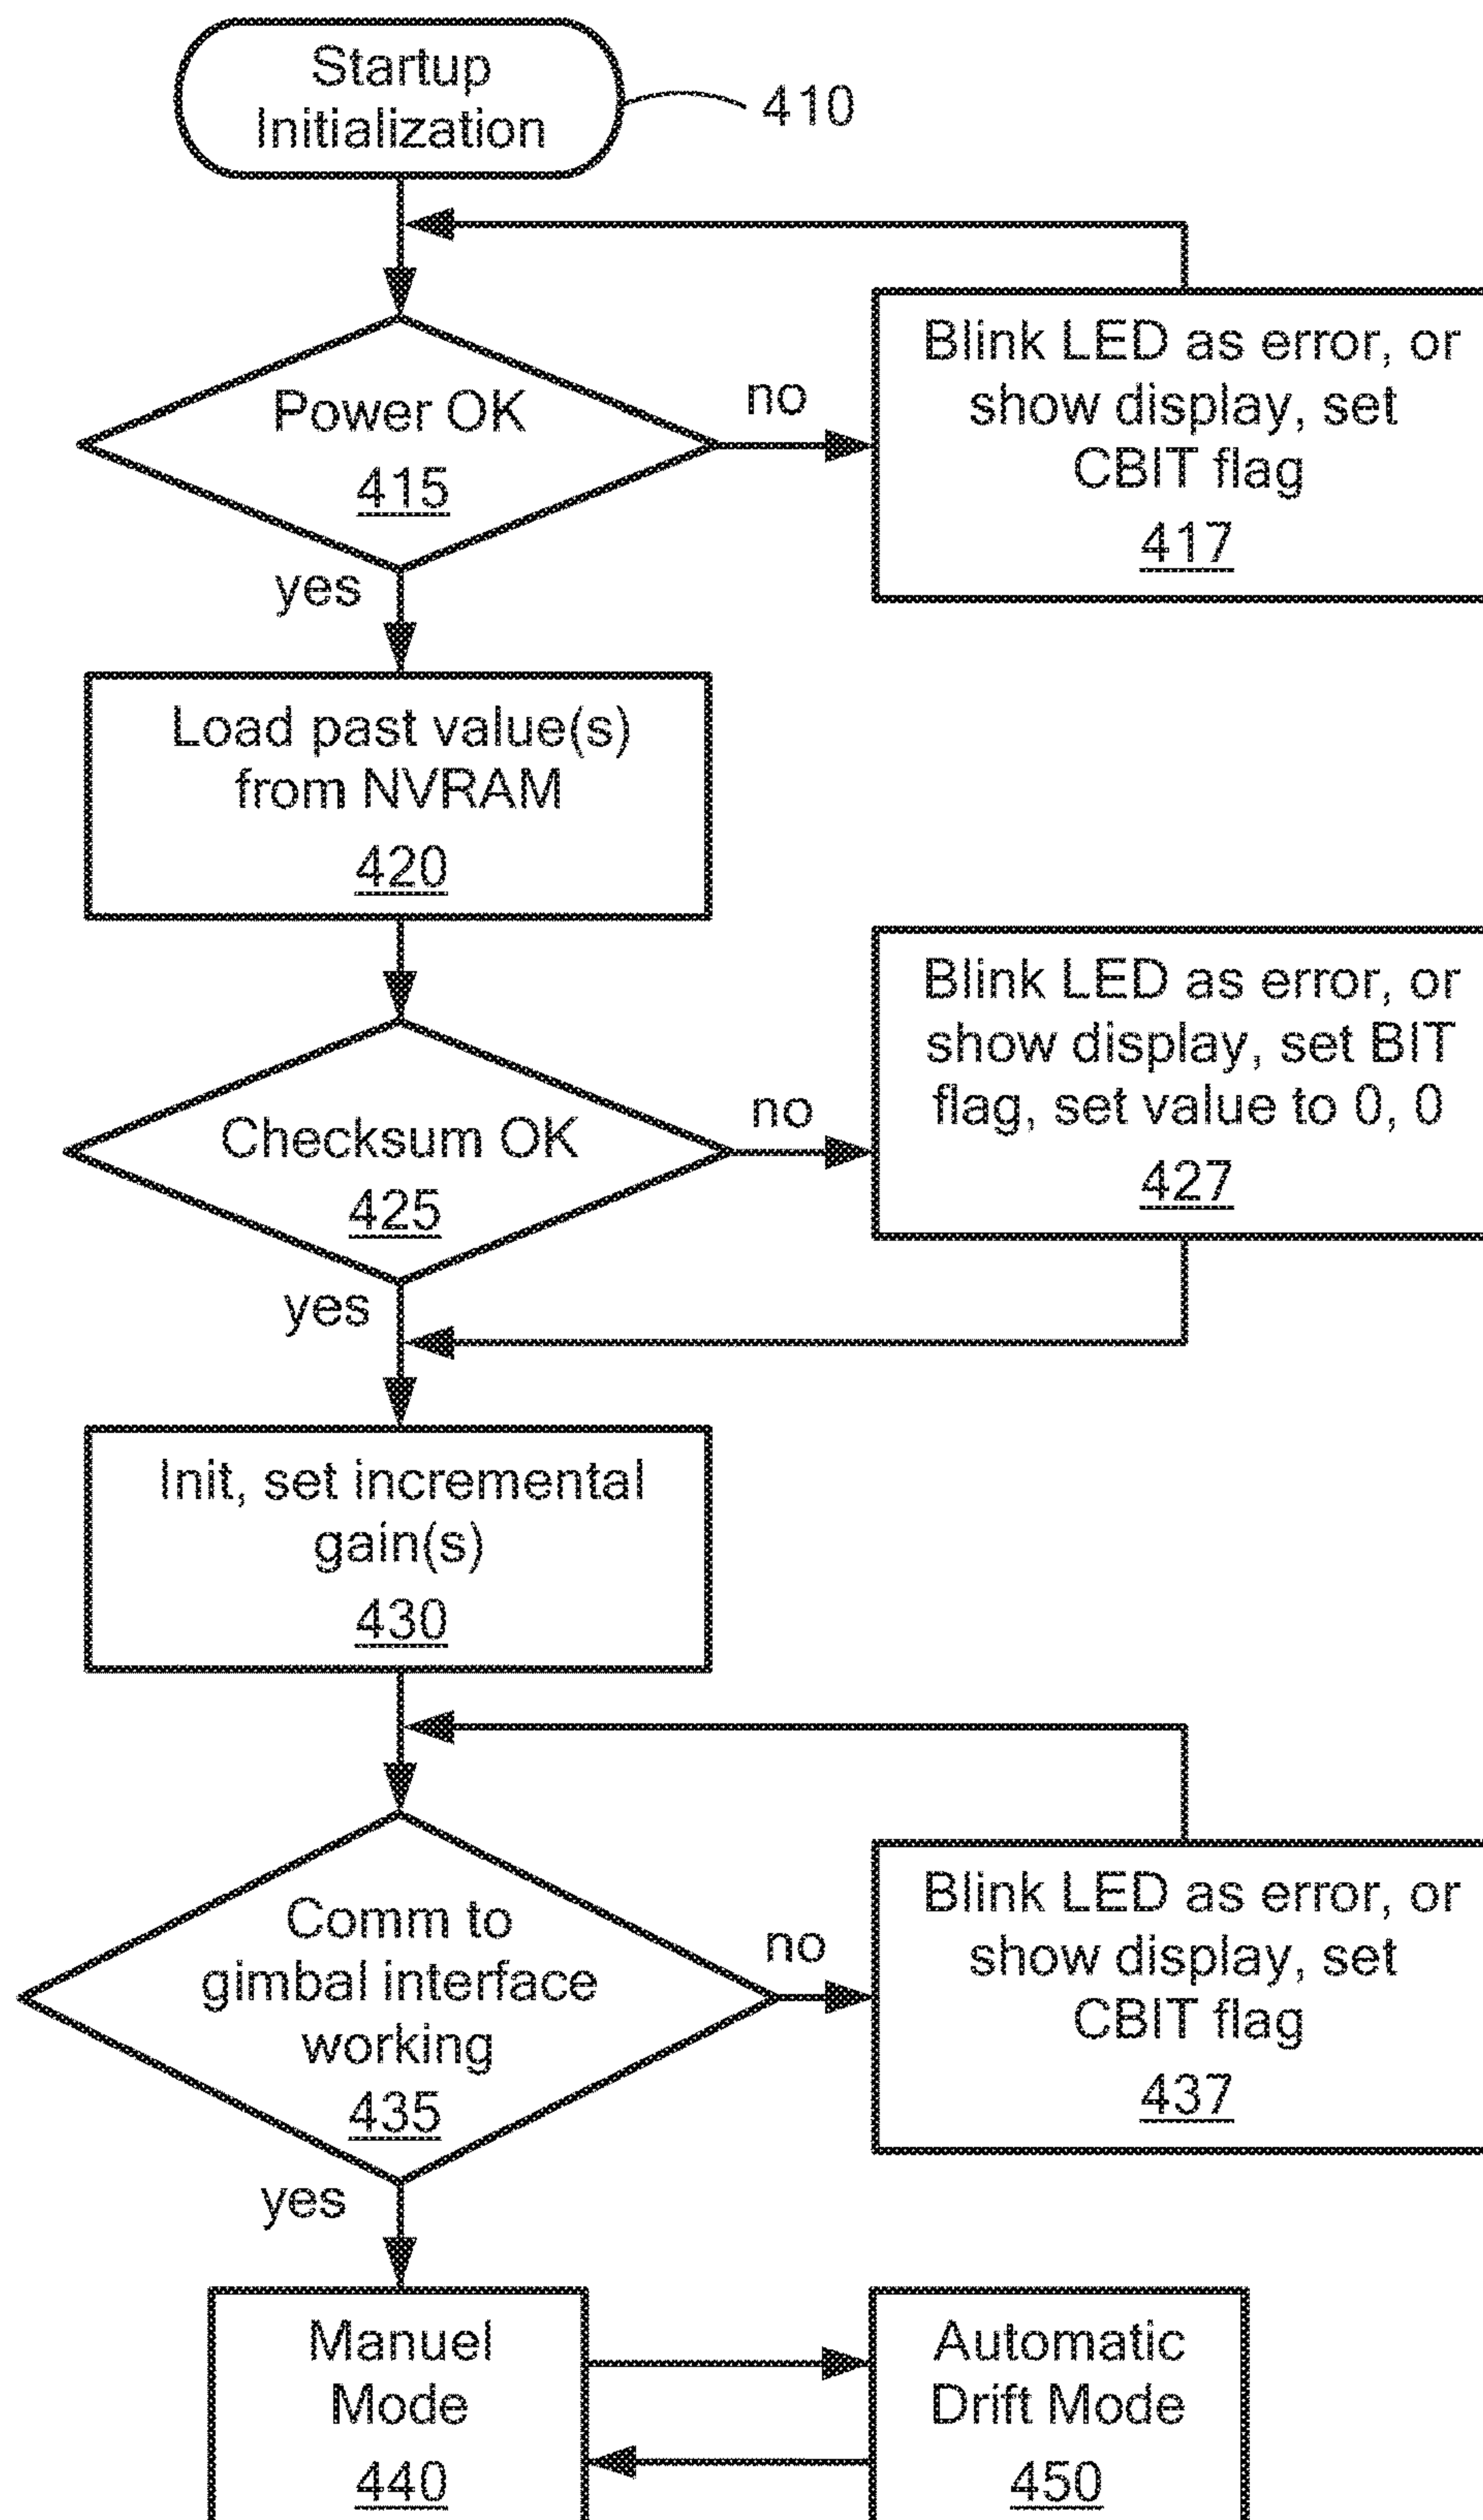 Startup
Initialization
410
Power OK
415
no
Blink LED as error, or
show display, set
CBIT flag
417
yes
Load past value(s)
from NVRAM
420
Checksum OK
425
no
Blink LED as error, or
show display, set BIT
flag, set value to 0, 0
427
yes
Init, set incremental
gain(s)
430
Comm to
gimbal interface
working
435
no
Blink LED as error, or
show display, set
CBIT flag
437
yes
Manuel
Mode
440
Automatic
Drift Mode
450